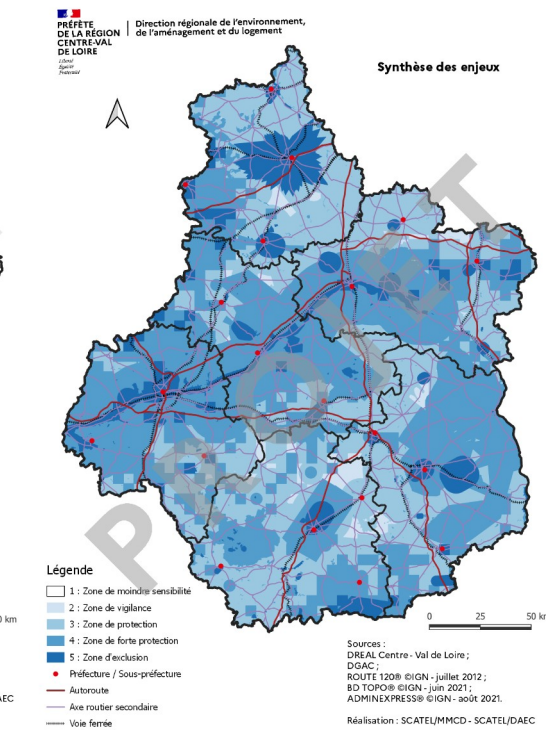 PRÉFÈTE
DE LA RÉGION
CENTRE-VAL
DE LOIRE
Liberté
Égalité
Fraternité
Direction régionale de l'environnement,
de l'aménagement et du logement
Synthèse des enjeux
PROJET
Légende
1 : Zone de moindre sensibilité
2 : Zone de vigilance
3 : Zone de protection
4 : Zone de forte protection
5 : Zone d'exclusion
Préfecture / Sous-préfecture
Autoroute
Axe routier secondaire
Voie ferrée
0 km
AEC
0 25 50 km
Sources :
DREAL Centre - Val de Loire ;
DGAC ;
ROUTE 120® ©IGN - juillet 2012 ;
BD TOPO® ©IGN - juin 2021 ;
ADMINEXPRESS® ©IGN - août 2021.
Réalisation : SCATEL/MMCD - SCATEL/DAEC